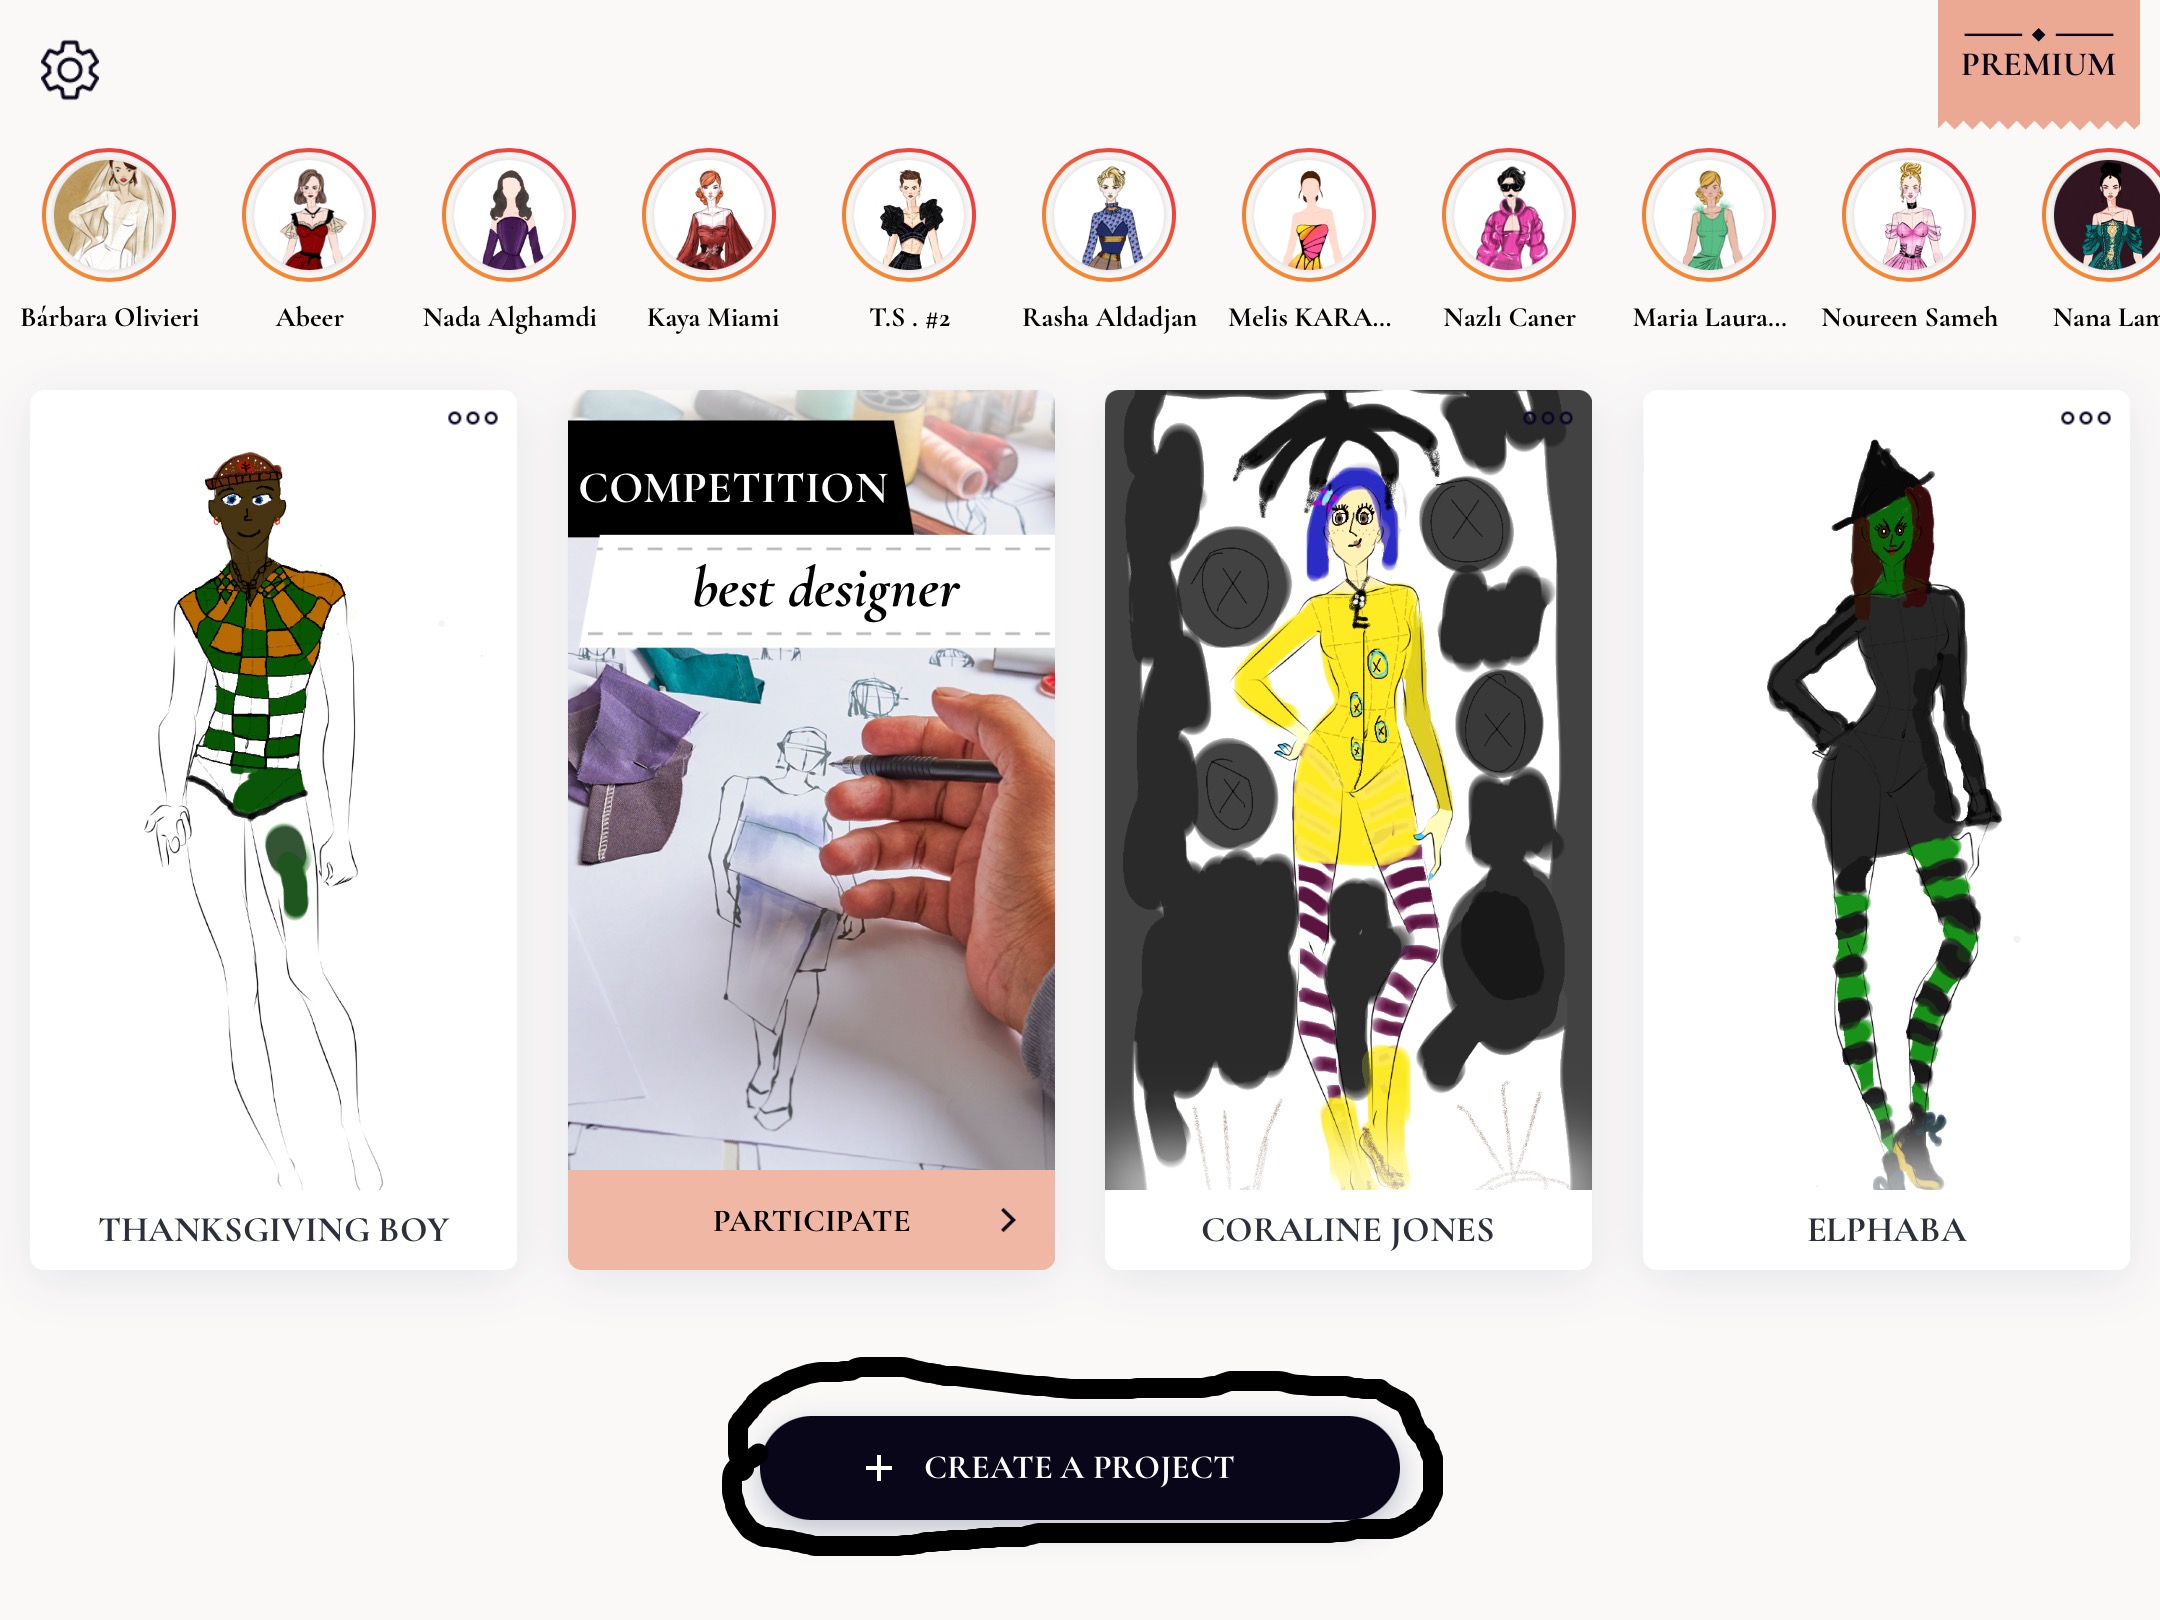 PREMIUM
Bárbara Olivieri
Abeer
Nada Alghamdi
Kaya Miami
T.S . #2
Rasha Aldadjan
Melis KARA...
Nazlı Caner
Maria Laura...
Noureen Sameh
Nana Lam
COMPETITION
best designer
THANKSGIVING BOY
PARTICIPATE
CORALINE JONES
ELPHABA
+ CREATE A PROJECT